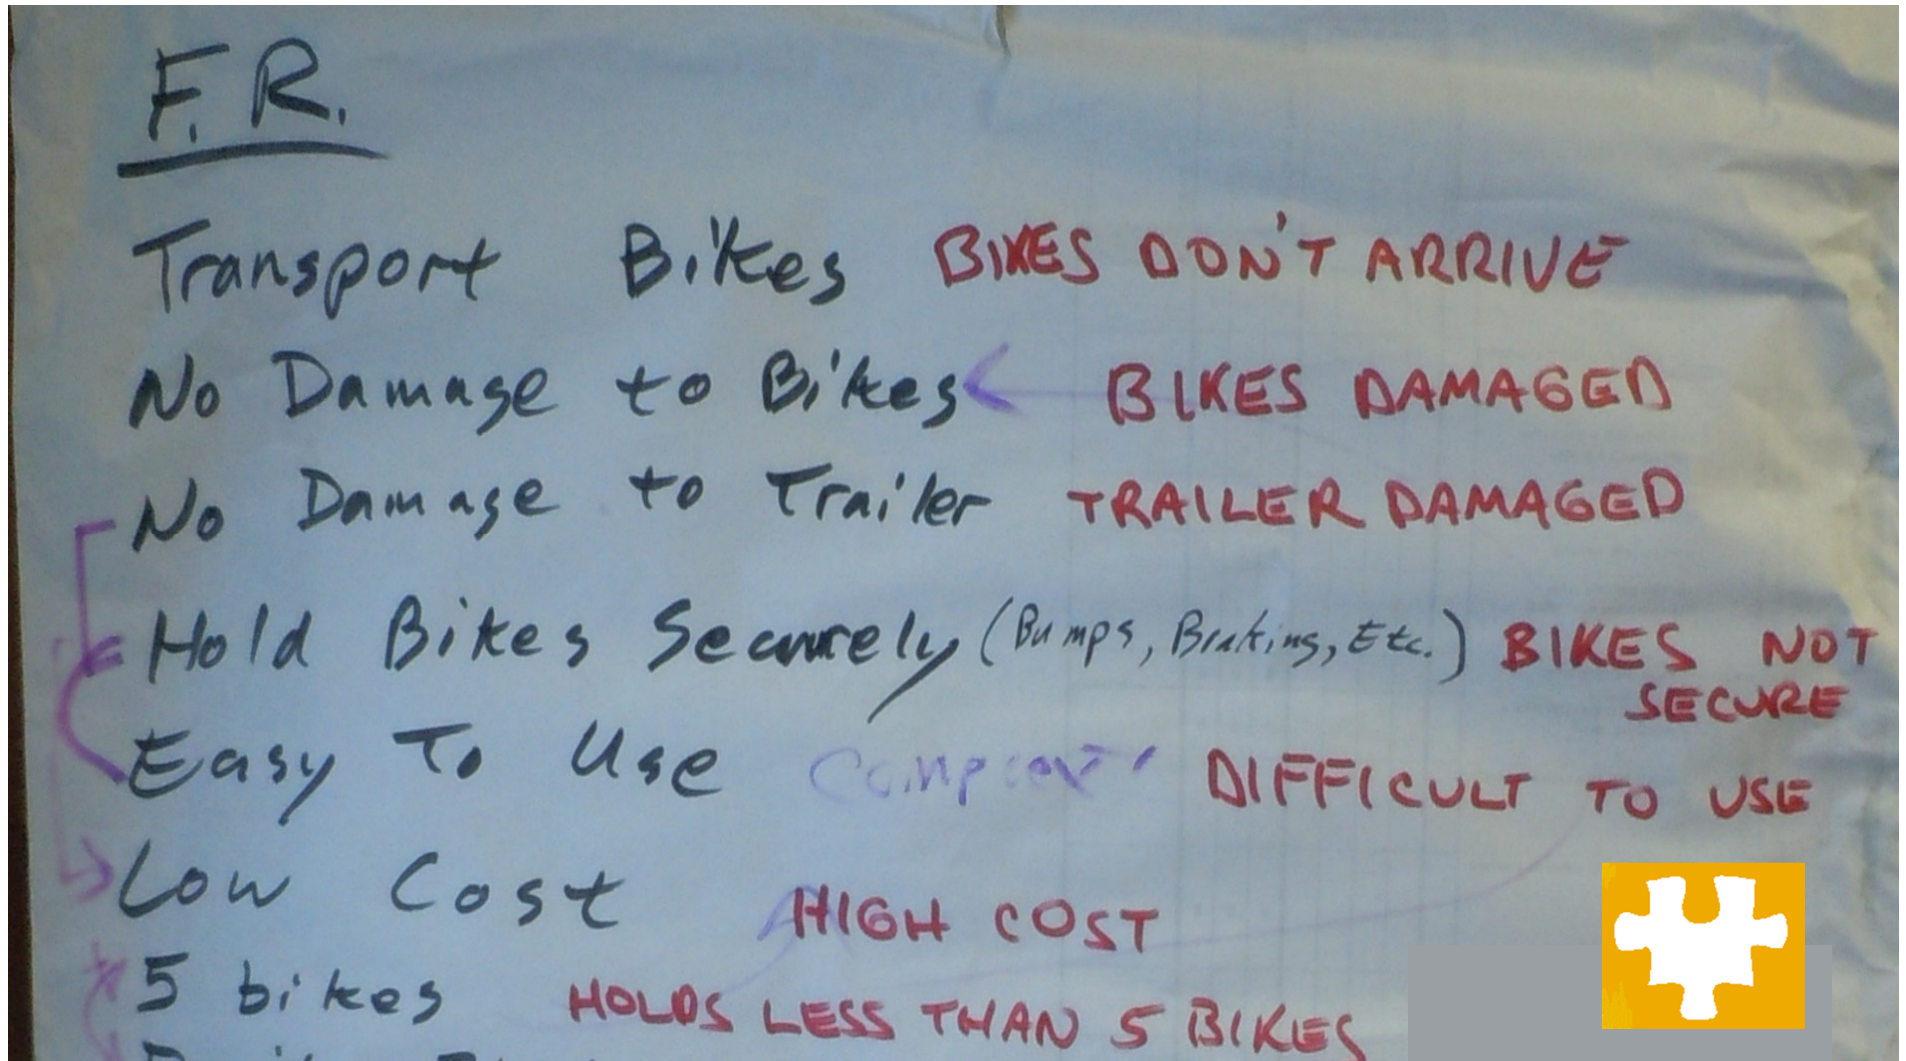 F.R.
Transport Bikes BIKES DON'T ARRIVE
No Damage to Bikes BIKES DAMAGED
No Damage to Trailer TRAILER DAMAGED
Hold Bikes Securely (Bumps, Braking, Etc.) BIKES NOT
SECURE
Easy To Use DIFFICULT TO USE
Low Cost HIGH COST
5 bikes HOLDS LESS THAN 5 BIKES